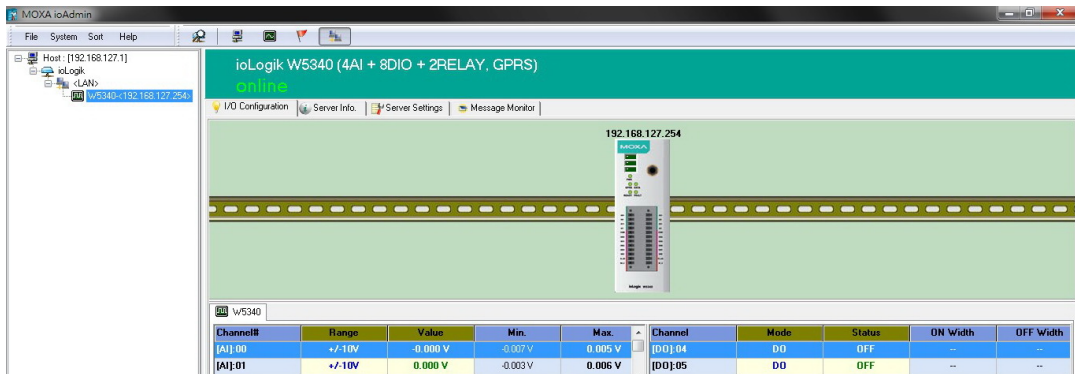 MOXA ioAdmin
File System Sort Help
Host : [192.168.127.1]
ioLogik
<LAN>
W5340-<192.168.127.254>
ioLogik W5340 (4AI + 8DIO + 2RELAY, GPRS)
online
I/O Configuration Server Info. Server Settings Message Monitor
192.168.127.254
MOXA
W5340
Channel# Range Value Min. Max. Channel Mode Status ON Width OFF Width
[AI]:00 +/-10V -0.000 V -0.007 V 0.005 V [DO]:04 DO OFF --  --
[AI]:01 +/-10V 0.000 V -0.003 V 0.006 V [DO]:05 DO OFF -- --